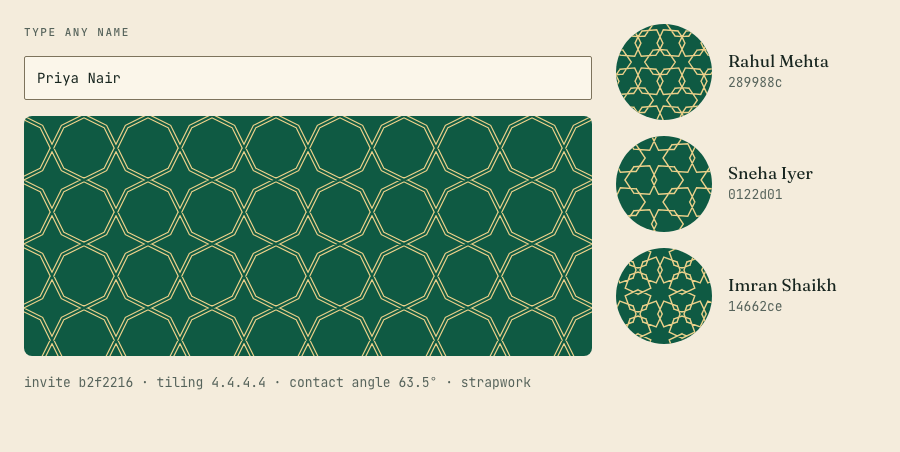 TYPE ANY NAME
Priya Nair
invite b2f2216 · tiling 4.4.4.4 · contact angle 63.5° · strapwork
Rahul Mehta
289988c
Sneha Iyer
0122d01
Imran Shaikh
14662ce